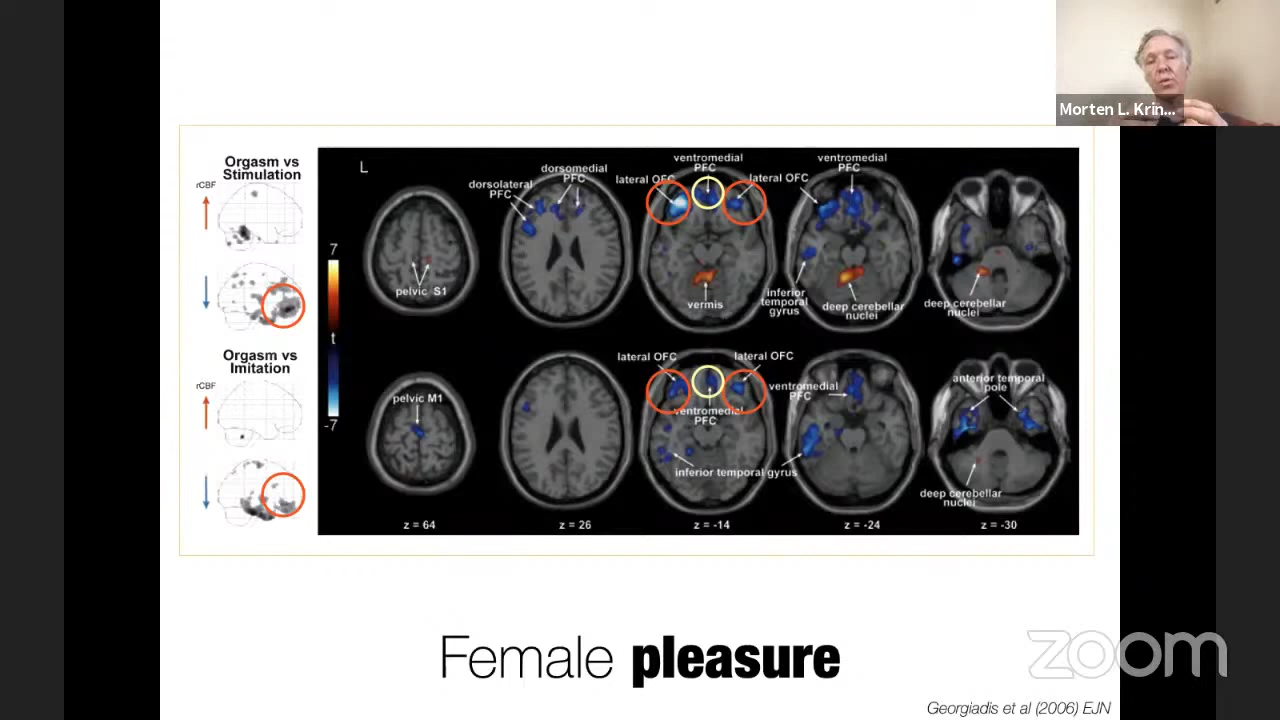 Morten L. Krin...
Orgasm vs
Stimulation
rCBF
Orgasm vs
Imitation
rCBF
7
t
-7
L
pelvic S1
dorsolateral
PFC
dorsomedial
PFC
lateral OFC
ventromedial
PFC
lateral OFC
vermis
ventromedial
PFC
inferior
temporal
gyrus
deep cerebellar
nuclei
deep cerebellar
nuclei
pelvic M1
lateral OFC
lateral OFC
ventromedial
PFC
inferior temporal gyrus
ventromedial
PFC
anterior temporal
pole
deep cerebellar
nuclei
z = 64
z = 26
z = -14
z = -24
z = -30
Female pleasure
zoom
Georgiadis et al (2006) EJN